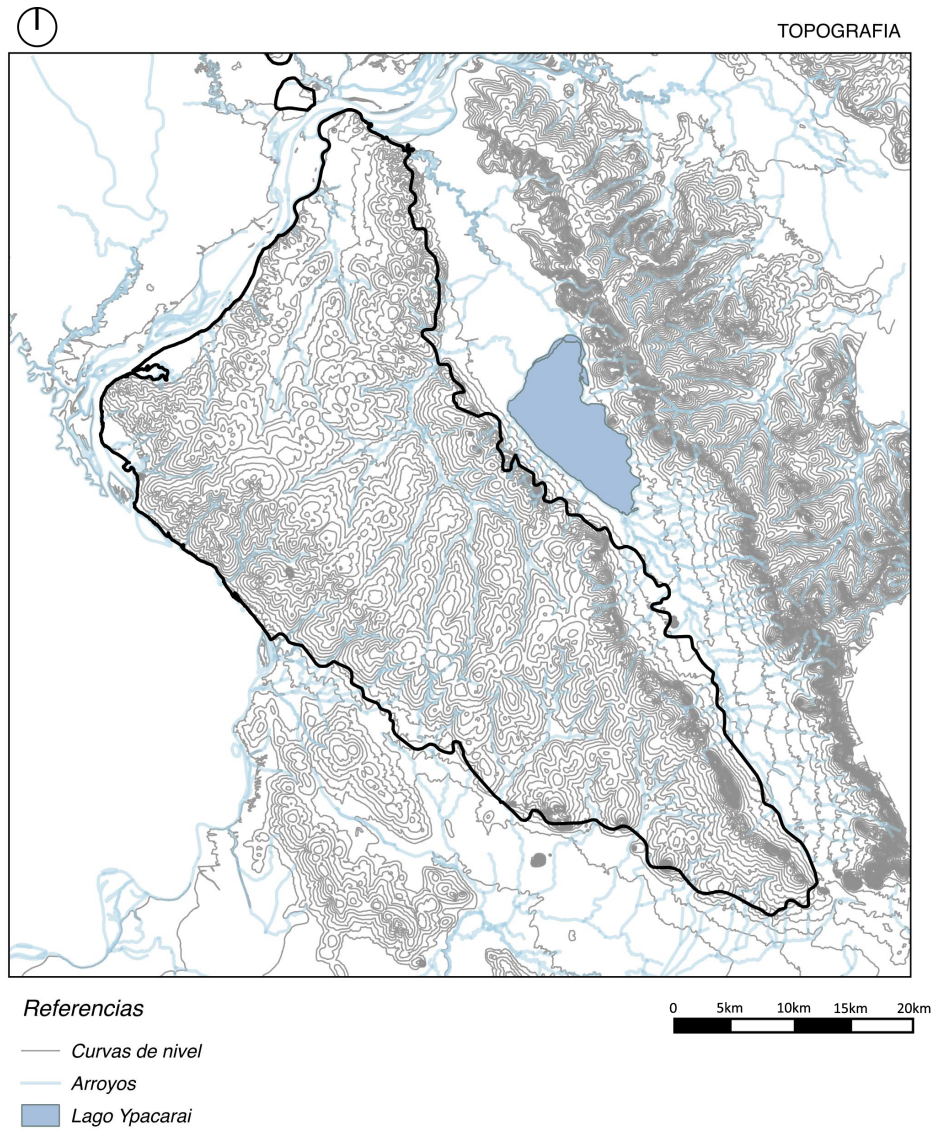 TOPOGRAFIA
Referencias
0 5km 10km 15km 20km
Curvas de nivel
Arroyos
Lago Ypacarai